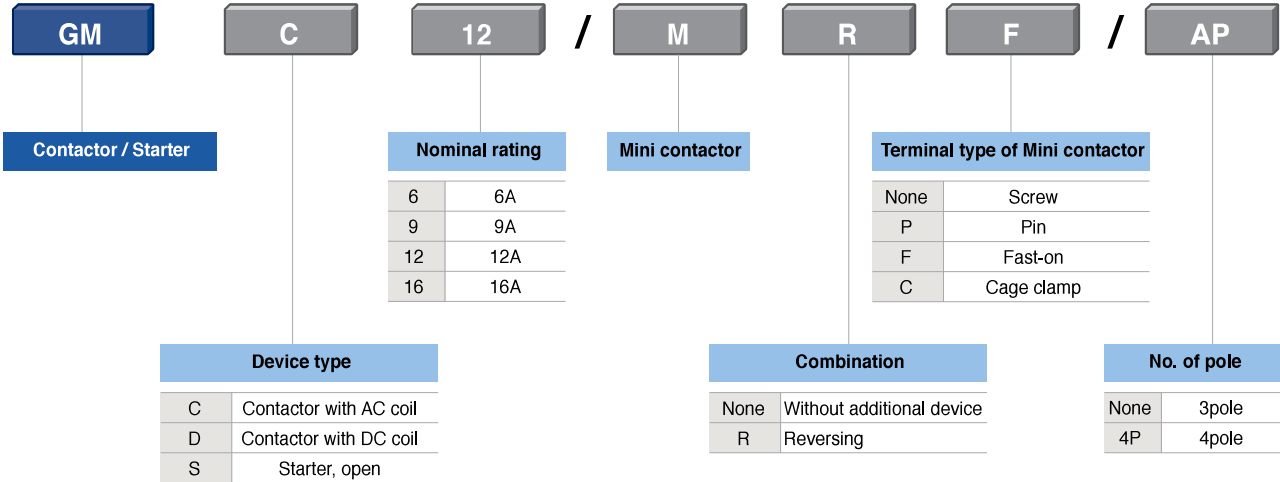 GM C 12 / M R F / AP
Contactor / Starter
Nominal rating
6 6A
9 9A
12 12A
16 16A
Mini contactor
Terminal type of Mini contactor
None Screw
P Pin
F Fast-on
C Cage clamp
Device type
C Contactor with AC coil
D Contactor with DC coil
S Starter, open
Combination
None Without additional device
R Reversing
No. of pole
None 3pole
4P 4pole